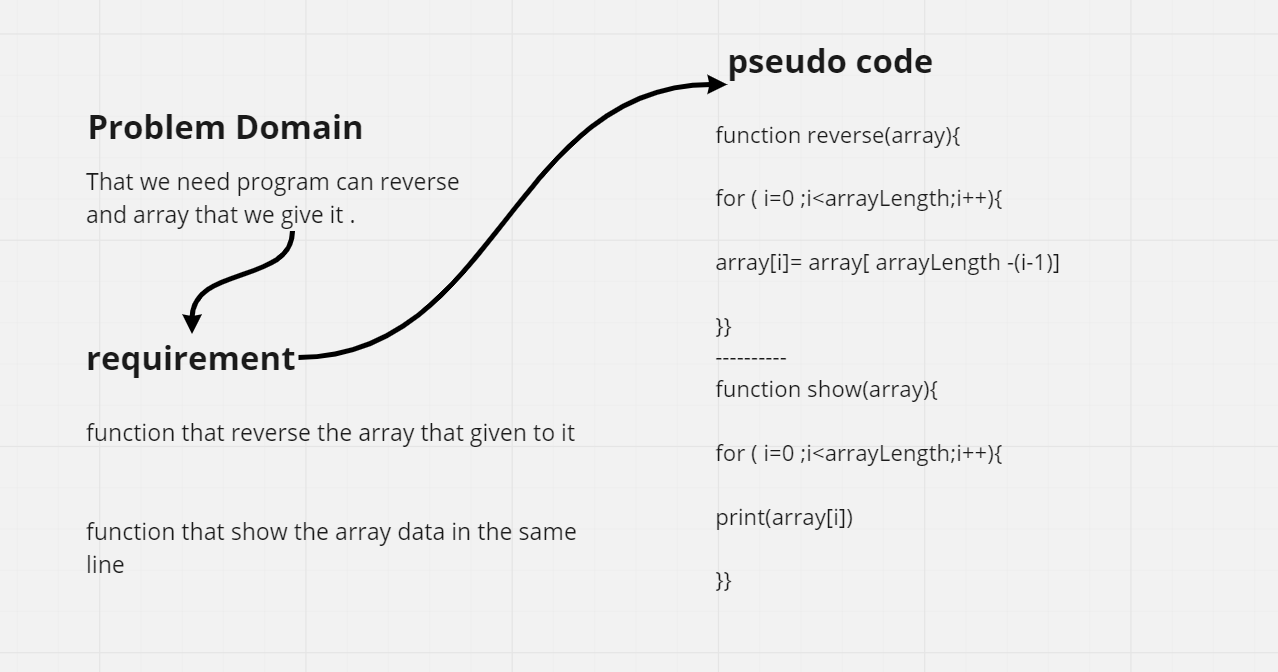 Problem Domain
That we need program can reverse
and array that we give it .
requirement
function that reverse the array that given to it
function that show the array data in the same
line
pseudo code
function reverse(array){
for ( i=0 ;i<arrayLength;i++){
array[i]= array[ arrayLength -(i-1)]
}}
----------
function show(array){
for ( i=0 ;i<arrayLength;i++){
print(array[i])
}}